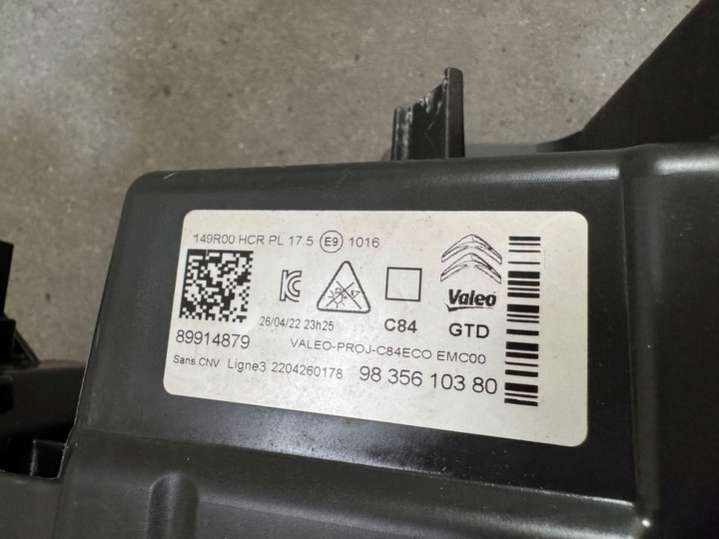 149R00 HCR PL 17.5 E9 1016
Valeo
26/04/22 23h25
C84
GTD
89914879
VALEO-PROJ-C84ECO EMC00
Sans.CNV Ligne3 2204260178
98 356 103 80